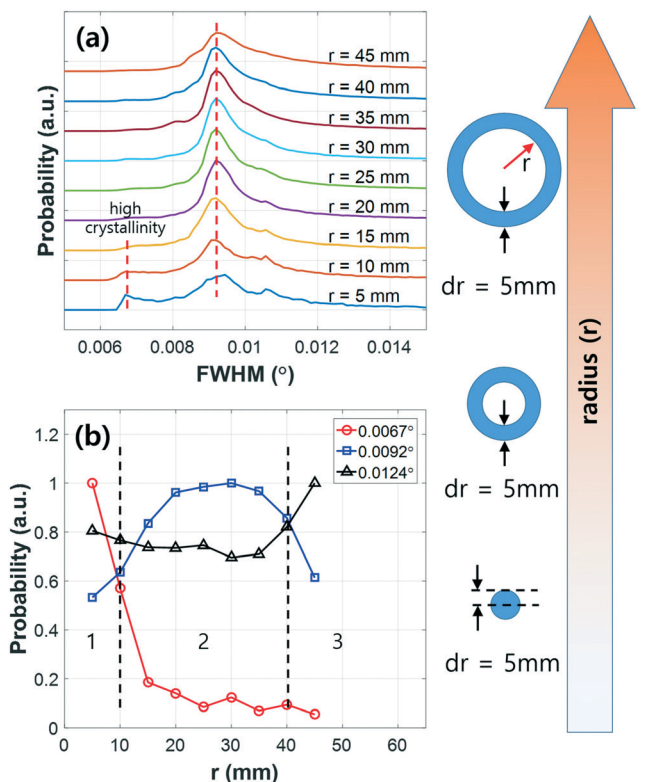 (a)
Probability (a.u.)
r = 45 mm
r = 40 mm
r = 35 mm
r = 30 mm
r = 25 mm
r = 20 mm
high
crystallinity
r = 15 mm
r = 10 mm
r = 5 mm
0.006 0.008 0.01 0.012 0.014
FWHM (°)
r
dr = 5mm
radius (r)
(b)
Probability (a.u.)
1.2
1
0.8
0.6
0.4
0.2
0
0.0067°
0.0092°
0.0124°
1 2 3
0 10 20 30 40 50 60
r (mm)
dr = 5mm
dr = 5mm